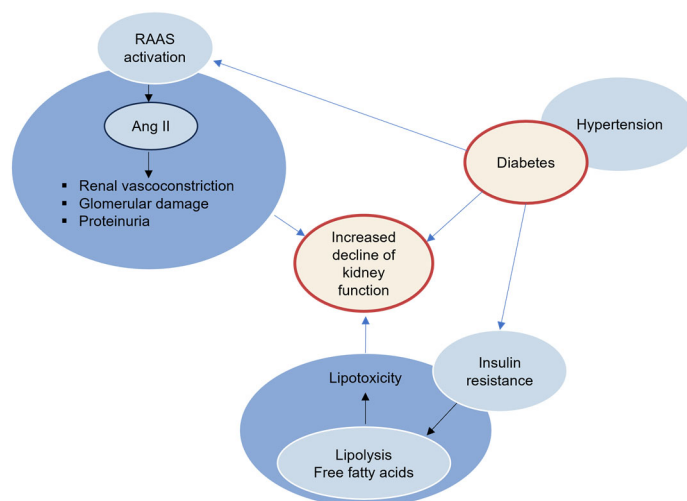 RAAS
activation
Ang II
▪ Renal vascoconstriction
▪ Glomerular damage
▪ Proteinuria
Hypertension
Diabetes
Increased
decline of
kidney
function
Insulin
resistance
Lipotoxicity
Lipolysis
Free fatty acids